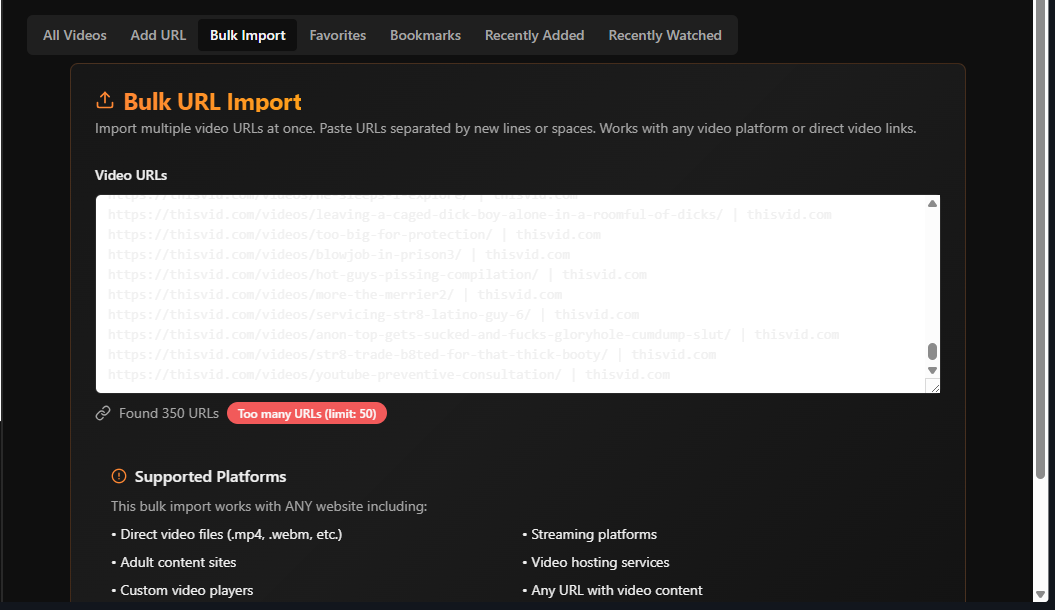 All Videos Add URL Bulk Import Favorites Bookmarks Recently Added Recently Watched
Bulk URL Import
Import multiple video URLs at once. Paste URLs separated by new lines or spaces. Works with any video platform or direct video links.
Video URLs
https://thisvid.com/videos/he-sleeps-i-explore/ | thisvid.com
https://thisvid.com/videos/leaving-a-caged-dick-boy-alone-in-a-roomful-of-dicks/ | thisvid.com
https://thisvid.com/videos/too-big-for-protection/ | thisvid.com
https://thisvid.com/videos/blowjob-in-prison3/ | thisvid.com
https://thisvid.com/videos/hot-guys-pissing-compilation/ | thisvid.com
https://thisvid.com/videos/more-the-merrier2/ | thisvid.com
https://thisvid.com/videos/servicing-str8-latino-guy-6/ | thisvid.com
https://thisvid.com/videos/anon-top-gets-sucked-and-fucks-gloryhole-cumdump-slut/ | thisvid.com
https://thisvid.com/videos/str8-trade-b8ted-for-that-thick-booty/ | thisvid.com
https://thisvid.com/videos/youtube-preventive-consultation/ | thisvid.com
Found 350 URLs Too many URLs (limit: 50)
Supported Platforms
This bulk import works with ANY website including:
• Direct video files (.mp4, .webm, etc.) • Streaming platforms
• Adult content sites • Video hosting services
• Custom video players • Any URL with video content